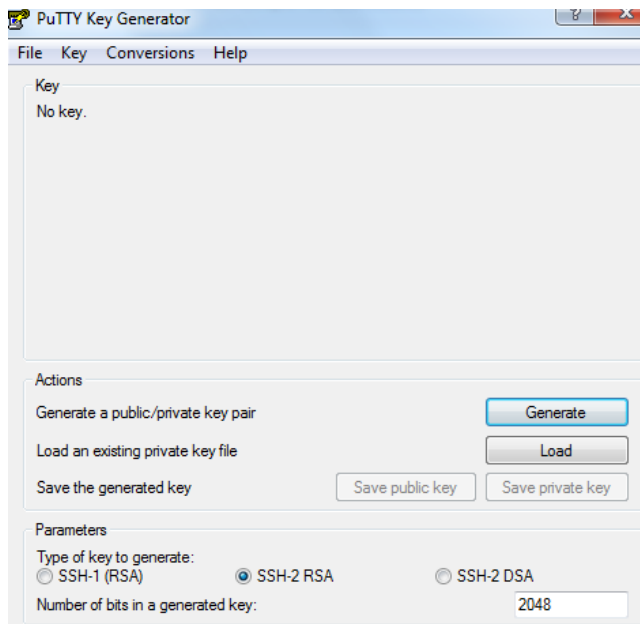 PuTTY Key Generator
File Key Conversions Help
Key
No key.
Actions
Generate a public/private key pair Generate
Load an existing private key file Load
Save the generated key Save public key Save private key
Parameters
Type of key to generate:
SSH-1 (RSA) SSH-2 RSA SSH-2 DSA
Number of bits in a generated key: 2048